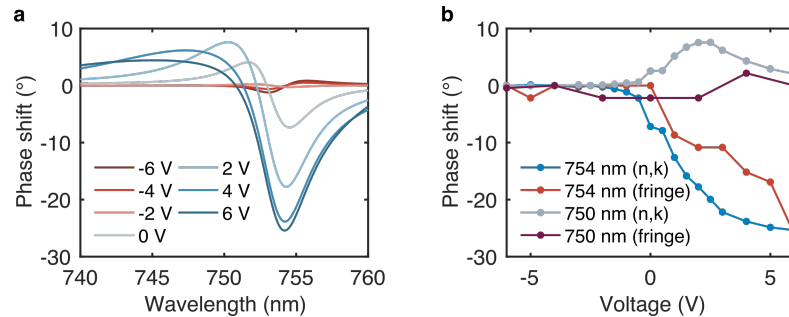 a
10
0
-10
-20
-30
Phase shift (°)
-6 V
-4 V
-2 V
0 V
2 V
4 V
6 V
740
745
750
755
760
Wavelength (nm)
b
10
0
-10
-20
-30
Phase shift (°)
754 nm (n,k)
754 nm (fringe)
750 nm (n,k)
750 nm (fringe)
-5
0
5
Voltage (V)